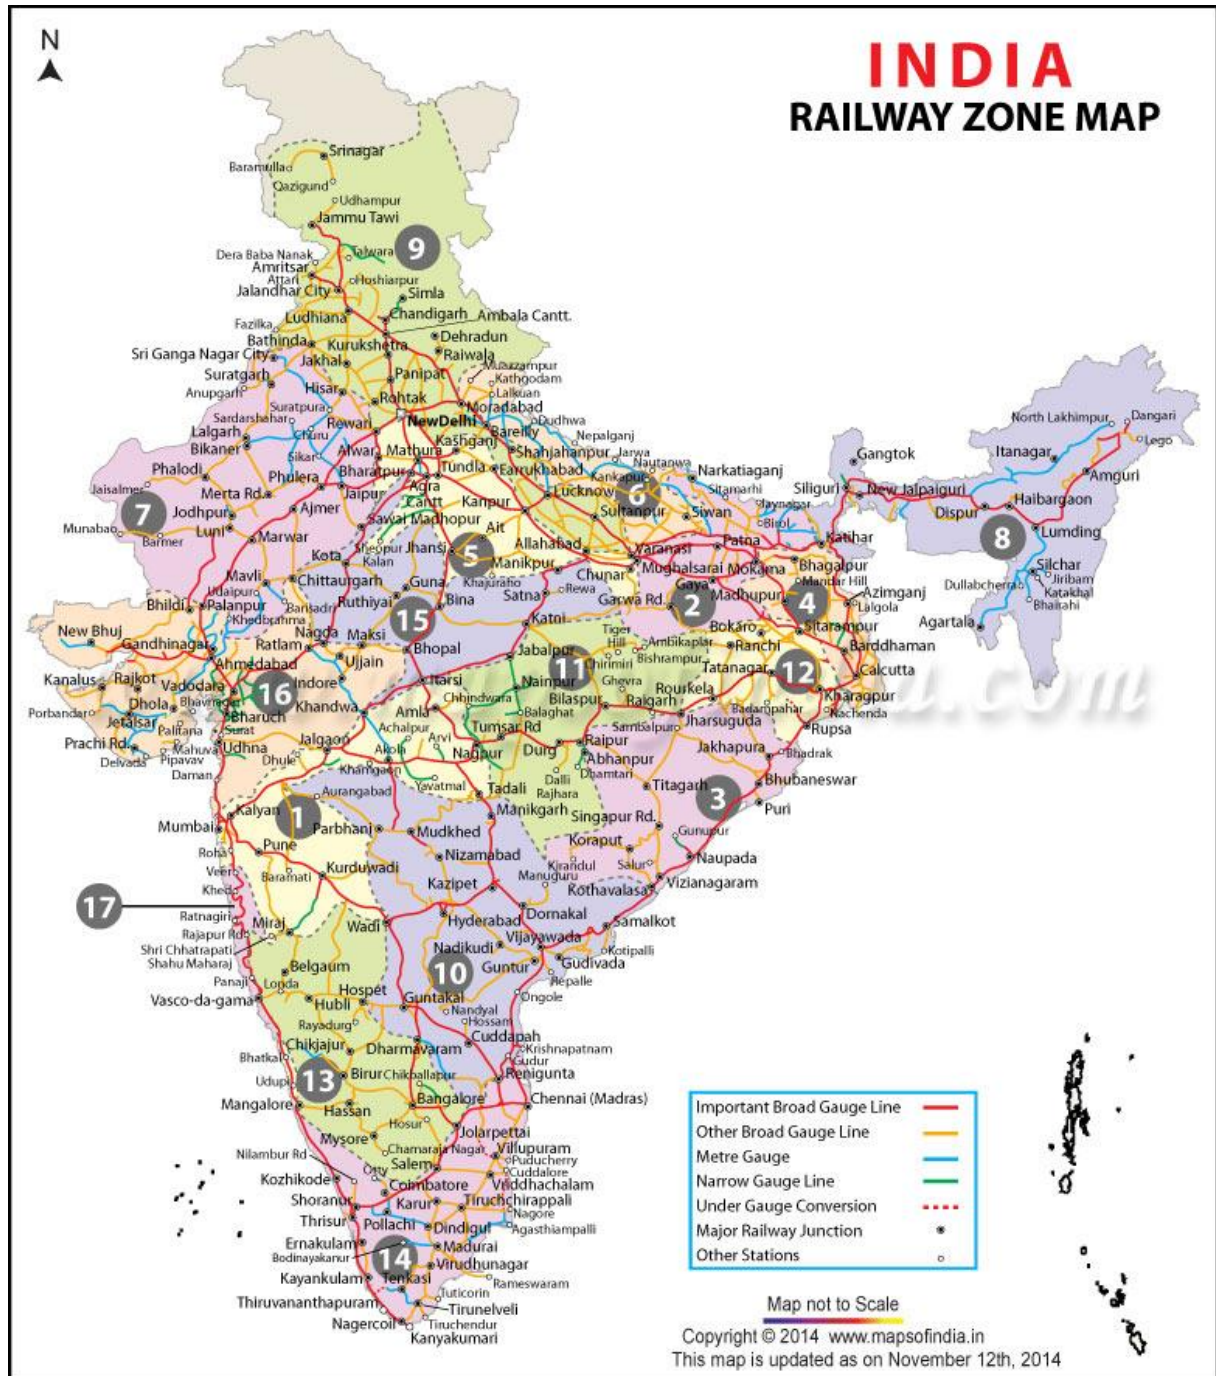 N
INDIA
RAILWAY ZONE MAP
Srinagar
Baramulla
Qazigund
Udhampur
Jammu Tawi
9
Dera Baba Nanak
Talwara
Amritsar
Attari
Hoshiarpur
Jalandhar City
Simla
Ludhiana
Chandigarh
Ambala Cantt.
Fazilka
Bathinda
Kurukshetra
Dehradun
Sri Ganga Nagar City
Jakhal
Raiwala
Suratgarh
Panipat
Kathgodam
Anupgarh
Hisar
Lalkuan
Rohtak
Moradabad
Suratpura
Sardarshahar
Rewari
NewDelhi
Dudhwa
Lalgarh
Churu
Bareilly
Nepalganj
Bikaner
Mathura
Kashganj
Sikar
Alwar
Shahjahanpur
Jarwa
Phalodi
Phulera
Bharatpur
Tundla
Farrukhabad
Nautanwa
Narkatiaganj
Jaisalmer
Merta Rd.
Jaipur
Agra
Cantt
Kanpur
Lucknow
6
Sitamarhi
7
Jodhpur
Ajmer
Sultanpur
Siwan
Jaynagar
Munabao
Luni
Sawai Madhopur
Birol
Barmer
Marwar
Ait
Sheopur
Kalan
Jhansi
5
Allahabad
Varanasi
Patna
Katihar
Kota
Manikpur
Chunar
Mughalsarai
Mokama
Bhagalpur
Mavli
Chittaurgarh
Guna
Khajuraho
Rewa
Gaya
Mandar Hill
Udaipur
Satna
Garwa Rd.
2
Madhupur
4
Azimganj
Bhildi
Palanpur
Ruthiyai
Bina
Lalgola
Khedbrahma
15
Katni
Bokaro
Sitarampur
New Bhuj
Gandhinagar
Nagda
Maksi
Tiger
Hill
Ambikaplar
Ranchi
Barddhaman
Ahmedabad
Ratlam
Ujjain
Bhopal
Jabalpur
11
Chirimiri
Bishrampur
Tatanagar
12
Calcutta
Kanalus
Rajkot
Vadodara
16
Indore
Itarsi
Nainpur
Ghevra
Rourkela
Kharagpur
Porbandar
Dhola
Khandwa
Chhindwara
Bilaspur
Raigarh
Badampahar
Nachenda
Jetalsar
Bharuch
Amla
Balaghat
Sambalpur
Jharsuguda
Rupsa
Palitana
Surat
Achalpur
Tumsar Rd
Prachi Rd.
Mahuva
Udhna
Jalgaon
Akola
Arvi
Nagpur
Durg
Raipur
Jakhapura
Bhadrak
Delvada
Pipavav
Dhule
Abhanpur
Daman
Khamgaon
Yavatmal
Dalli
Rajhara
Dhamtari
Bhubaneswar
Aurangabad
Tadali
Titagarh
3
Puri
Kalyan
1
Manikgarh
Mumbai
Parbhani
Mudkhed
Singapur Rd.
Gunupur
Roha
Pune
Nizamabad
Koraput
Naupada
Veer
Kurduwadi
Kirandul
Salur
Baramati
Manuguru
Khed
Kazipet
Kothavalasa
Vizianagaram
17
Ratnagiri
Miraj
Wadi
Dornakal
Samalkot
Rajapur Rd
Hyderabad
Shri Chhatrapati
Shahu Maharaj
Vijayawada
Nadikudi
Kotipalli
Belgaum
10
Guntur
Gudivada
Panaji
Londa
Repalle
Vasco-da-gama
Hospet
Guntakal
Ongole
Hubli
Nandyal
Rayadurg
Hossam
Chikjajur
Cuddapah
Dharmavaram
Krishnapatnam
Bhatkal
Gudur
13
Birur
Chikballapur
Renigunta
Udupi
Mangalore
Hassan
Bangalore
Chennai (Madras)
Hosur
Mysore
Jolarpettai
Chamaraja Nagar
Villupuram
Nilambur Rd
Puducherry
Salem
Cuddalore
Kozhikode
Ooty
Coimbatore
Vriddhachalam
Shoranur
Karur
Tiruchchirappali
Thrisur
Pollachi
Nagore
Dindigul
Agasthiampalli
Ernakulam
Madurai
Bodinayakanur
14
Virudhunagar
Kayankulam
Tenkasi
Rameswaram
Tuticorin
Thiruvananthapuram
Tirunelveli
Nagercoil
Tiruchendur
Kanyakumari
North Lakhimpur
Dangari
Gangtok
Itanagar
Lego
Siliguri
New Jalpaiguri
Amguri
Haibargaon
Dispur
8
Lumding
Silchar
Dullabcherra
Jiribam
Katakhal
Bhairahi
Agartala
Important Broad Gauge Line
Other Broad Gauge Line
Metre Gauge
Narrow Gauge Line
Under Gauge Conversion
Major Railway Junction
Other Stations
Map not to Scale
Copyright © 2014 www.mapsofindia.in
This map is updated as on November 12th, 2014